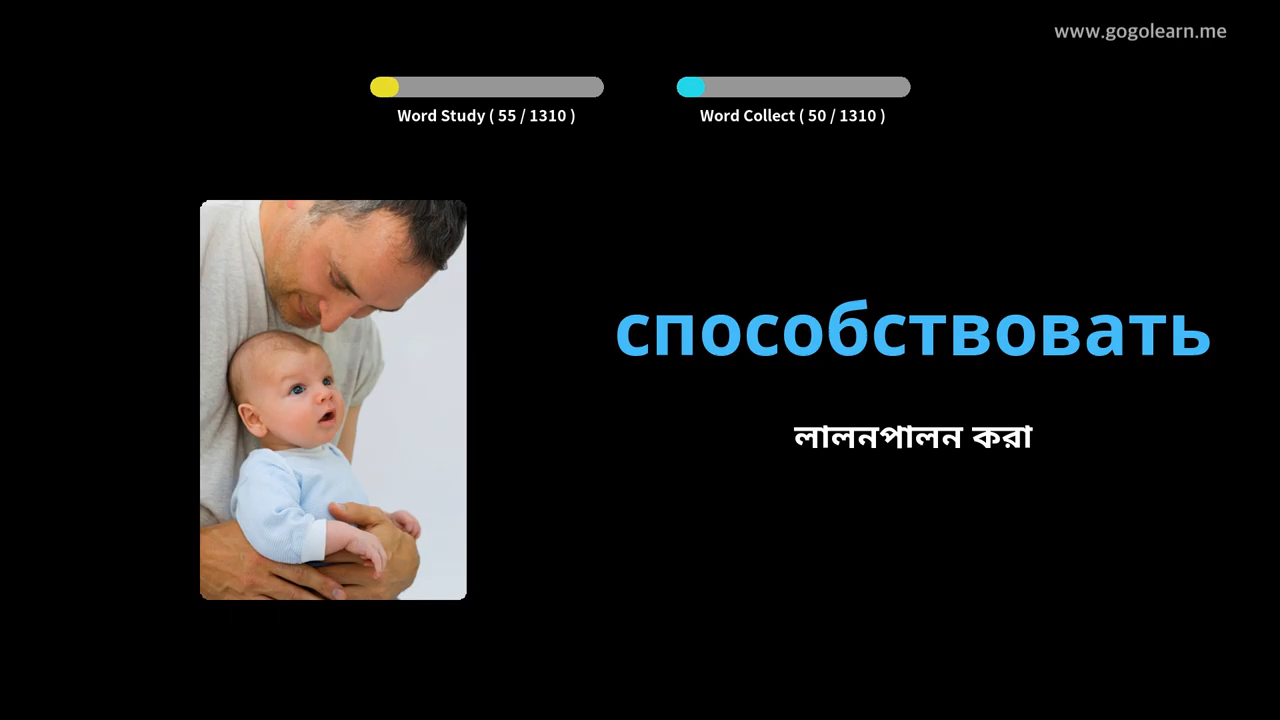 www.gogolearn.me
Word Study ( 55 / 1310 )
Word Collect ( 50 / 1310 )
способствовать
লালনপালন করা